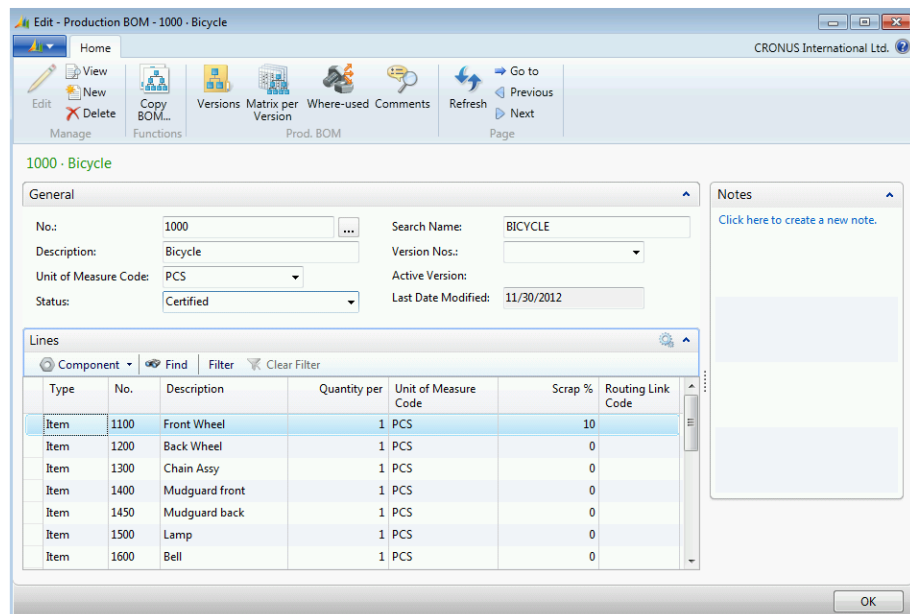 Edit - Production BOM - 1000 · Bicycle
Home
CRONUS International Ltd.
Edit
View
New
Delete
Manage
Copy BOM...
Functions
Versions
Matrix per Version
Where-used
Comments
Prod. BOM
Refresh
Go to
Previous
Next
Page
1000 · Bicycle
General
No.: 1000 ...
Search Name: BICYCLE
Description: Bicycle
Version Nos.:
Unit of Measure Code: PCS
Active Version:
Status: Certified
Last Date Modified: 11/30/2012
Notes
Click here to create a new note.
Lines
Component Find Filter Clear Filter
Type No. Description Quantity per Unit of Measure Code Scrap % Routing Link Code
Item 1100 Front Wheel 1 PCS 10
Item 1200 Back Wheel 1 PCS 0
Item 1300 Chain Assy 1 PCS 0
Item 1400 Mudguard front 1 PCS 0
Item 1450 Mudguard back 1 PCS 0
Item 1500 Lamp 1 PCS 0
Item 1600 Bell 1 PCS 0
OK